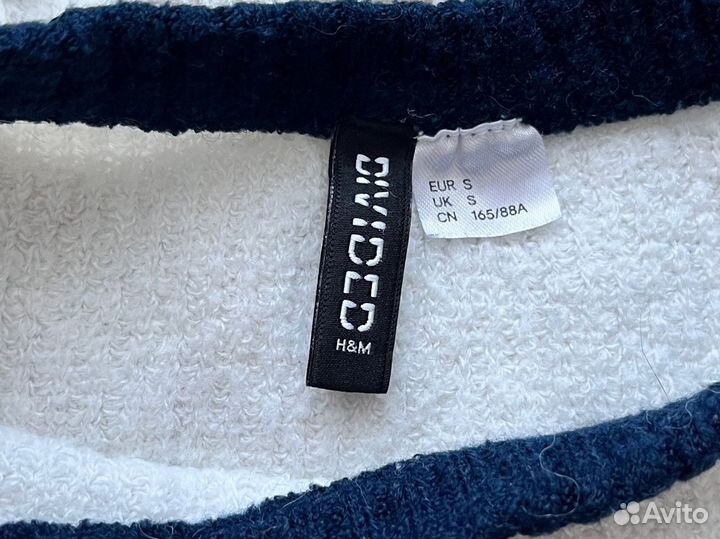 DIVIDED
H&M
EUR S
UK S
CN 165/88A
Avito